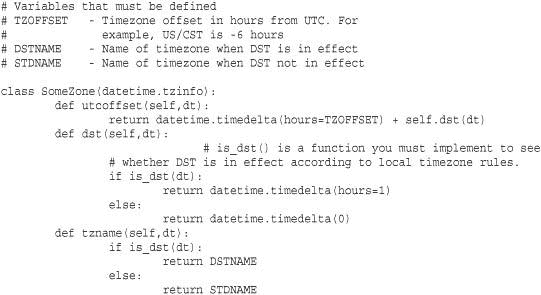 # Variables that must be defined
# TZOFFSET   - Timezone offset in hours from UTC. For
#              example, US/CST is -6 hours
# DSTNAME    - Name of timezone when DST is in effect
# STDNAME    - Name of timezone when DST not in effect

class SomeZone(datetime.tzinfo):
        def utcoffset(self,dt):
                return datetime.timedelta(hours=TZOFFSET) + self.dst(dt)
        def dst(self,dt):
                              # is_dst() is a function you must implement to see
                # whether DST is in effect according to local timezone rules.
                if is_dst(dt):
                        return datetime.timedelta(hours=1)
                else:
                        return datetime.timedelta(0)
        def tzname(self,dt):
                if is_dst(dt):
                        return DSTNAME
                else:
                        return STDNAME